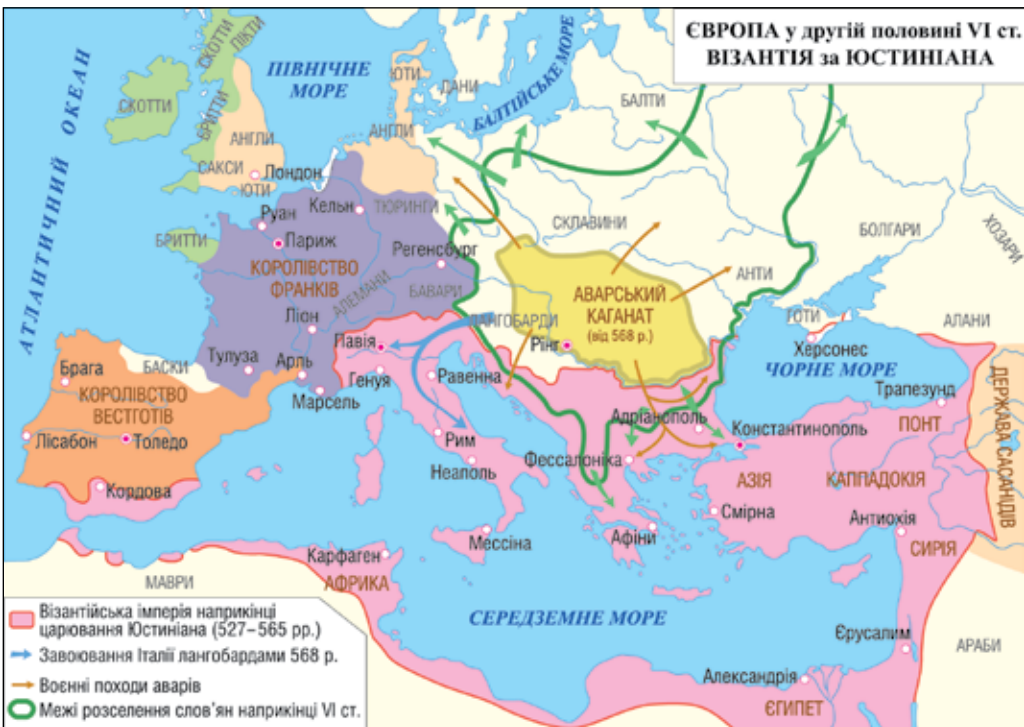 ЄВРОПА у другій половині VI ст.
ВІЗАНТІЯ за ЮСТИНІАНА
АТЛАНТИЧНИЙ ОКЕАН
ПІВНІЧНЕ
МОРЕ
БАЛТІЙСЬКЕ МОРЕ
СКОТТИ
ПІКТИ
СКОТТИ
БРИТТИ
АНГЛИ
САКСИ
ЮТИ
Лондон
ЮТИ
ДАНИ
АНГЛИ
БАЛТИ
БРИТТИ
Руан
Париж
Кельн
ТЮРИНГИ
Регенсбург
КОРОЛІВСТВО
ФРАНКІВ
АЛЕМАНИ
БАВАРИ
Ліон
Тулуза
Арль
Марсель
БАСКИ
Брага
КОРОЛІВСТВО
ВЕСТГОТІВ
Лісабон
Толедо
Кордова
СКЛАВИНИ
АНТИ
БОЛГАРИ
ХОЗАРИ
АЛАНИ
ГОТИ
Херсонес
ЧОРНЕ МОРЕ
АВАРСЬКИЙ
КАГАНАТ
(від 568 р.)
ЛАНГОБАРДИ
Рінг
Павія
Генуя
Равенна
Рим
Неаполь
Мессіна
Адріанополь
Константинополь
Фессалоніка
Афіни
Трапезунд
ПОНТ
АЗІЯ
КАППАДОКІЯ
Смірна
Антиохія
СИРІЯ
ДЕРЖАВА САСАНІДІВ
Карфаген
АФРИКА
МАВРИ
СЕРЕДЗЕМНЕ МОРЕ
Єрусалим
АРАБИ
Александрія
ЄГИПЕТ
Візантійська імперія наприкінці
царювання Юстиніана (527–565 рр.)
Завоювання Італії лангобардами 568 р.
Воєнні походи аварів
Межі розселення слов'ян наприкінці VI ст.